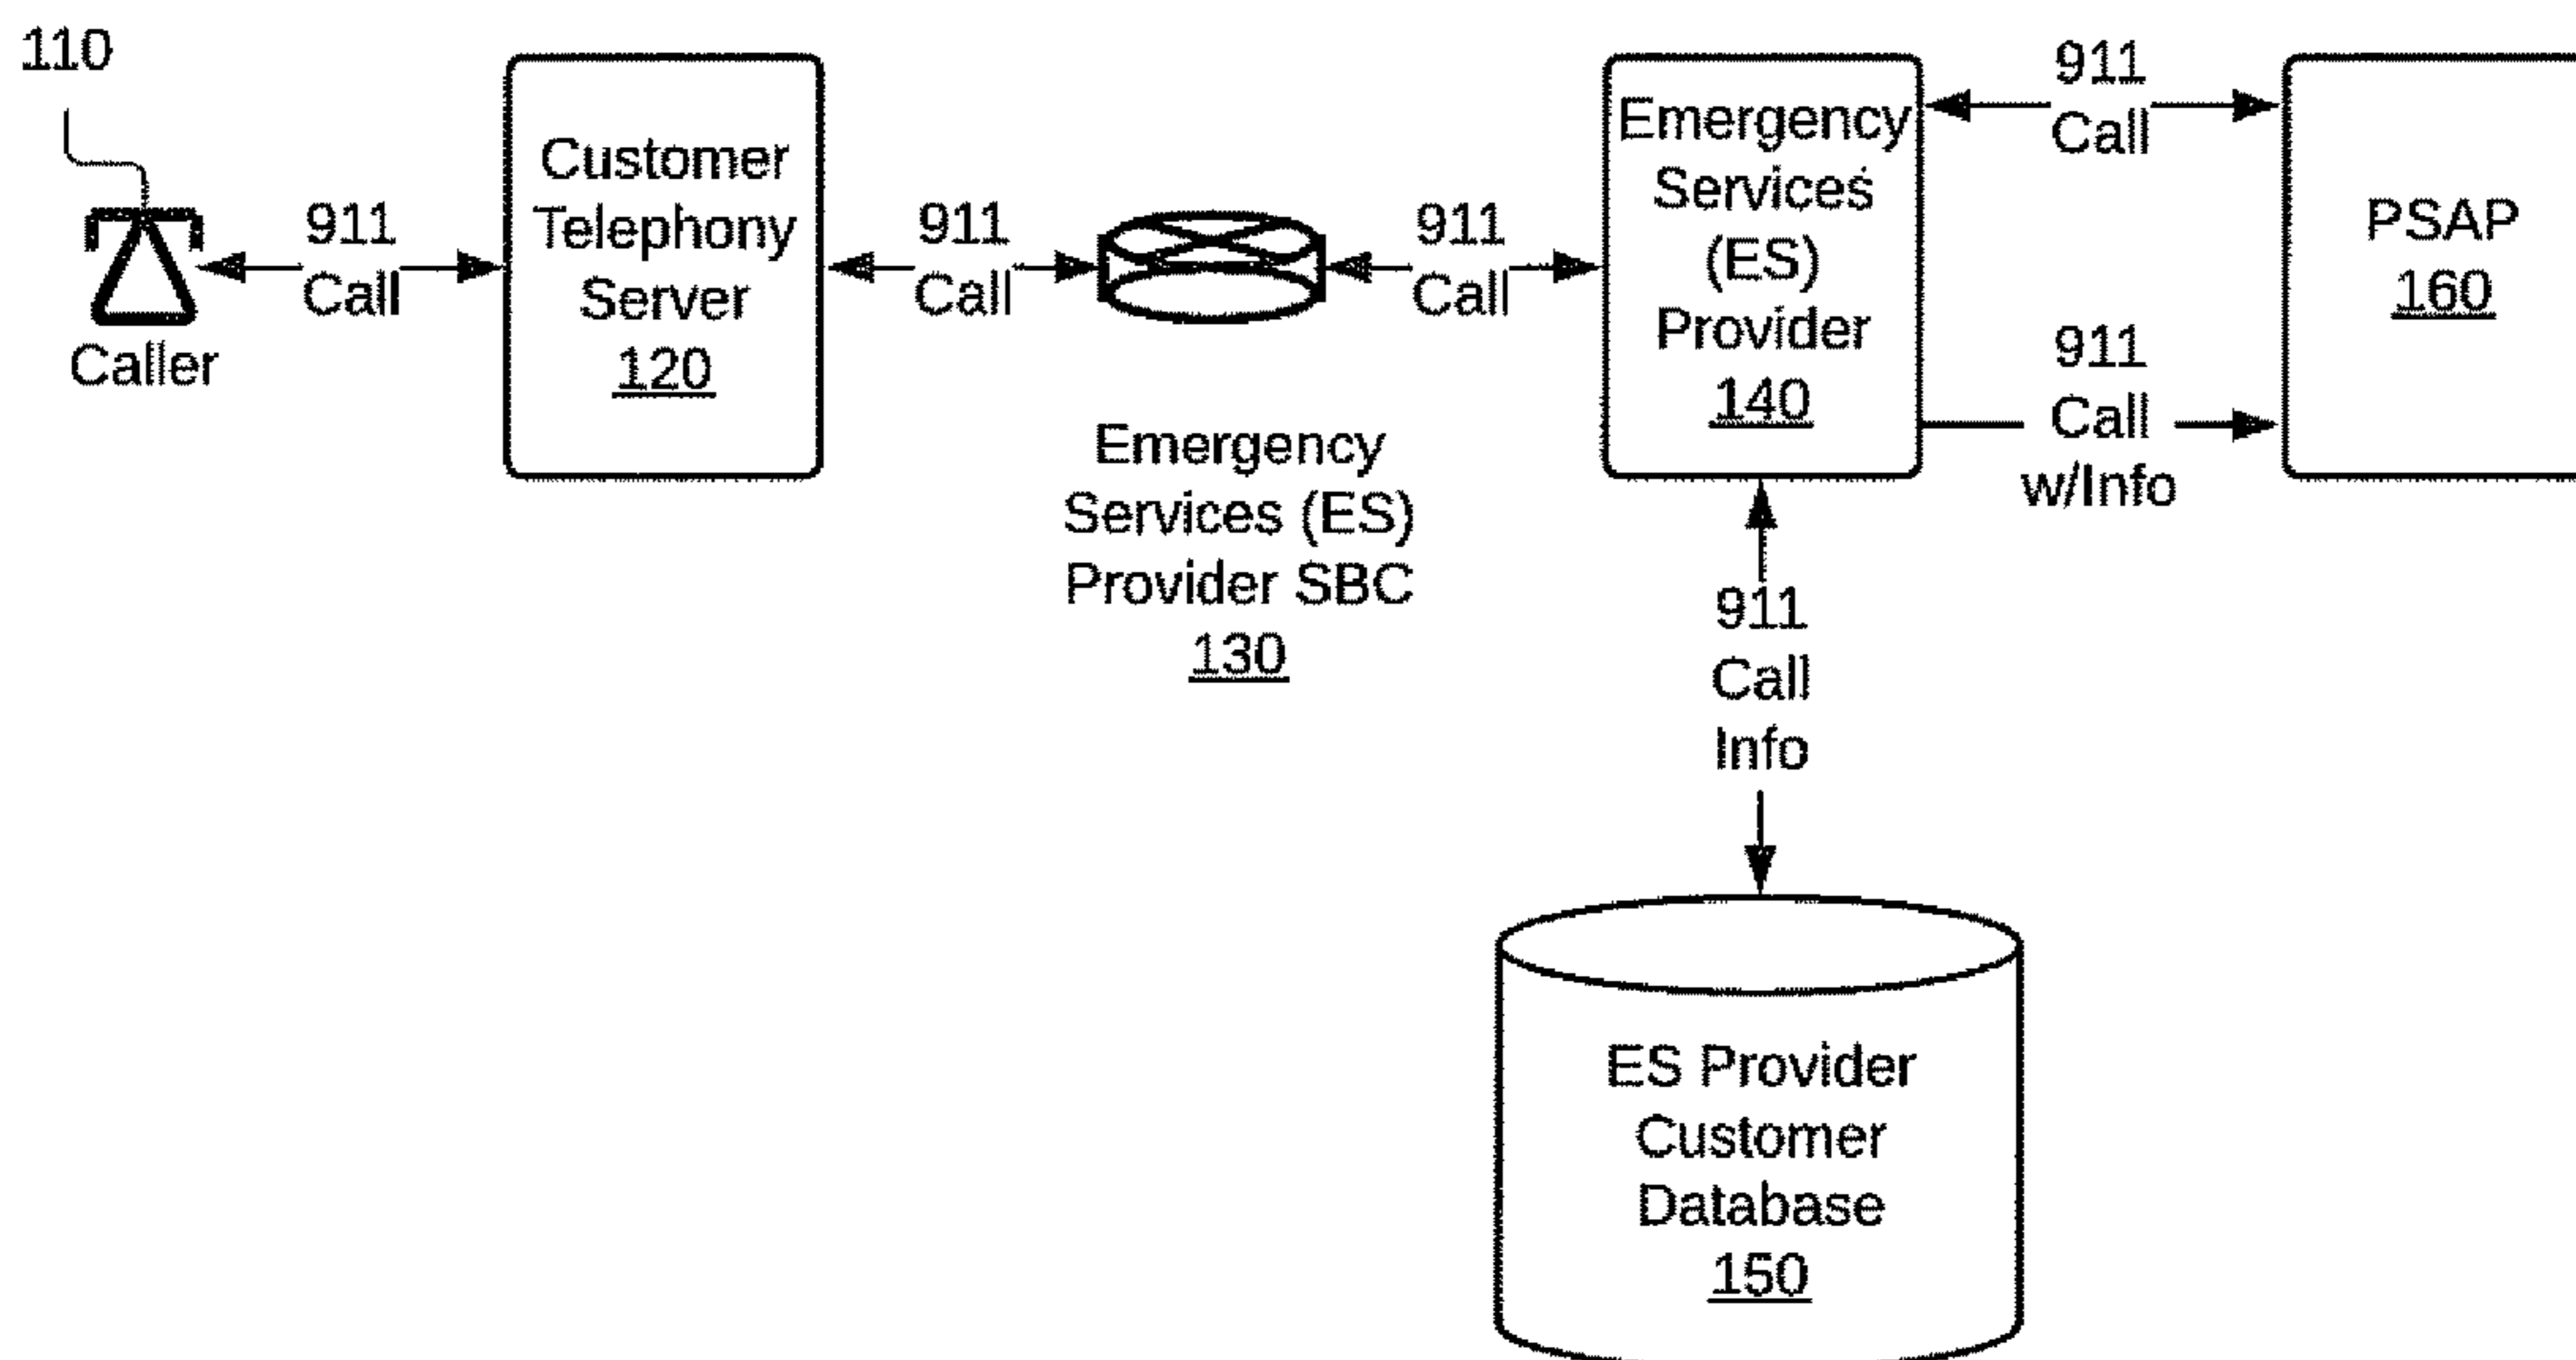 110
Caller
911
Call
Customer
Telephony
Server
120
911
Call
Emergency
Services (ES)
Provider SBC
130
911
Call
Emergency
Services
(ES)
Provider
140
911
Call
911
Call
w/Info
PSAP
160
911
Call
Info
ES Provider
Customer
Database
150